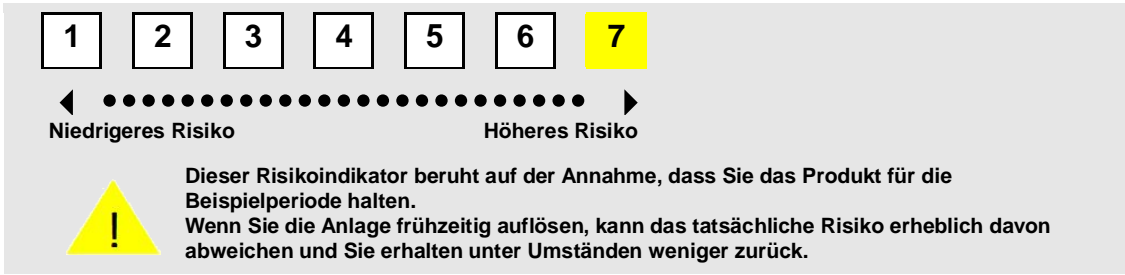 1 2 3 4 5 6 7
Niedrigeres Risiko Höheres Risiko
Dieser Risikoindikator beruht auf der Annahme, dass Sie das Produkt für die
Beispielperiode halten.
! Wenn Sie die Anlage frühzeitig auflösen, kann das tatsächliche Risiko erheblich davon
abweichen und Sie erhalten unter Umständen weniger zurück.